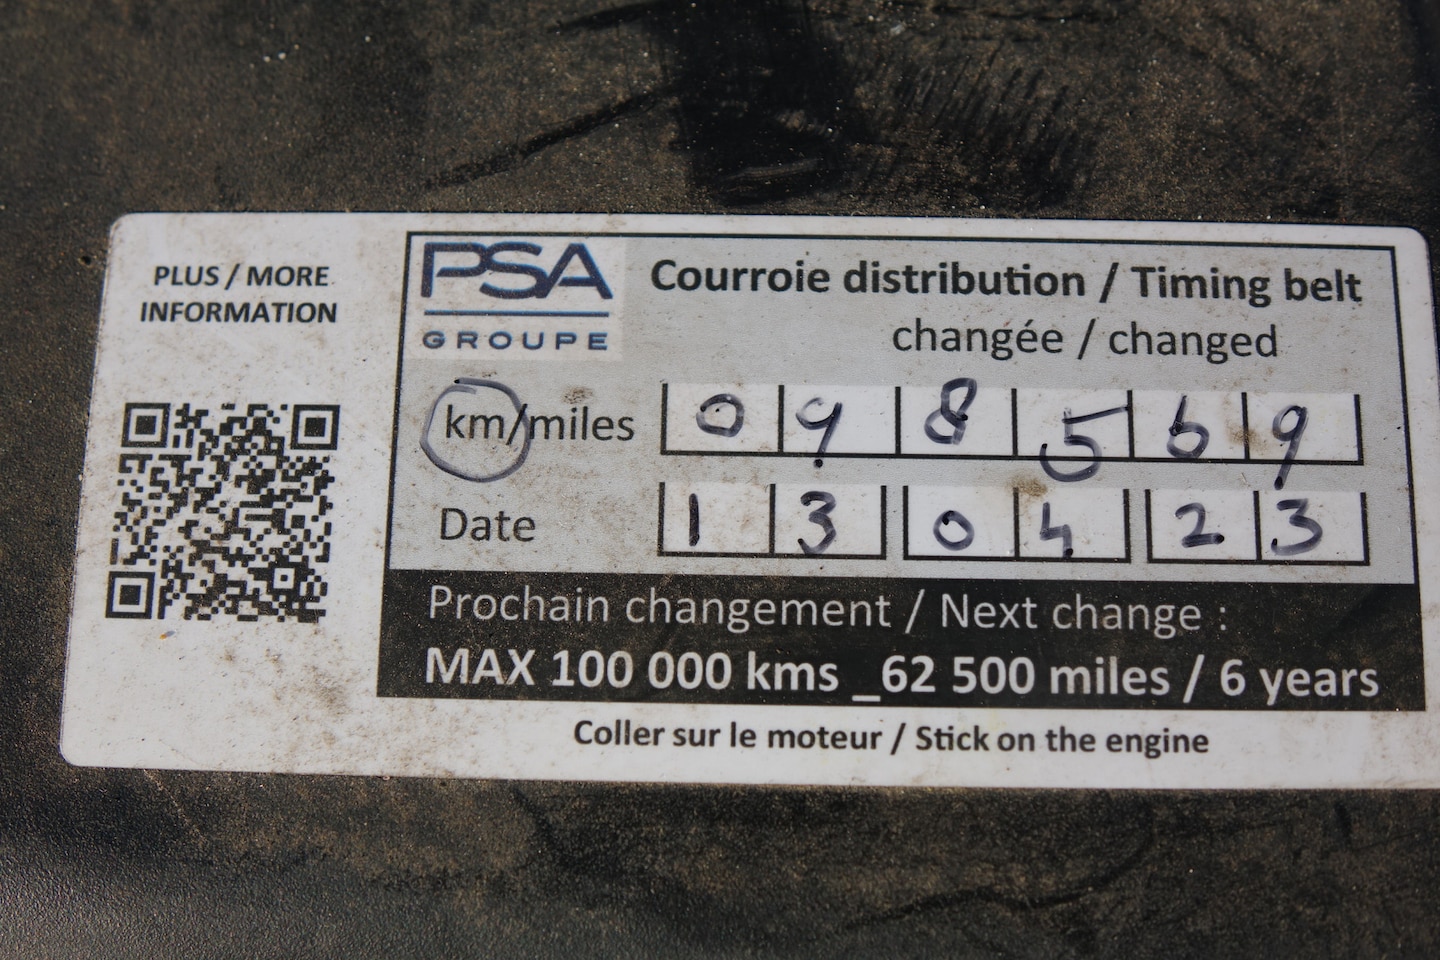 PLUS / MORE
INFORMATION
PSA
GROUPE
Courroie distribution / Timing belt
changée / changed
km/miles 0 9 8 5 6 9
Date 1 3 0 4 2 3
Prochain changement / Next change :
MAX 100 000 kms _62 500 miles / 6 years
Coller sur le moteur / Stick on the engine